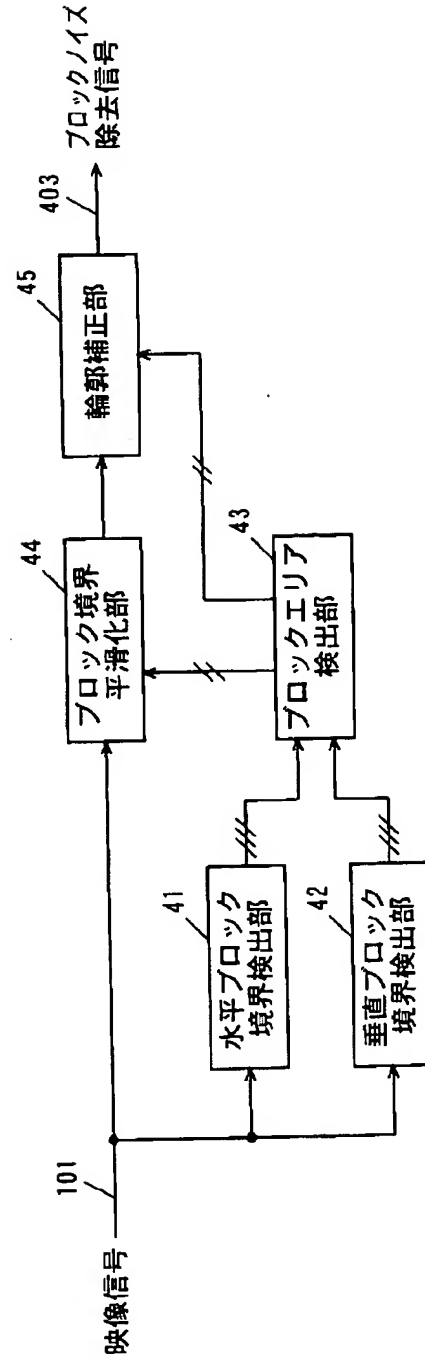 映像信号
101
水平ブロック
境界検出部
41
垂直ブロック
境界検出部
42
ブロックエリア
検出部
43
ブロック境界
平滑化部
44
輪郭補正部
45
403
ブロックノイズ
除去信号